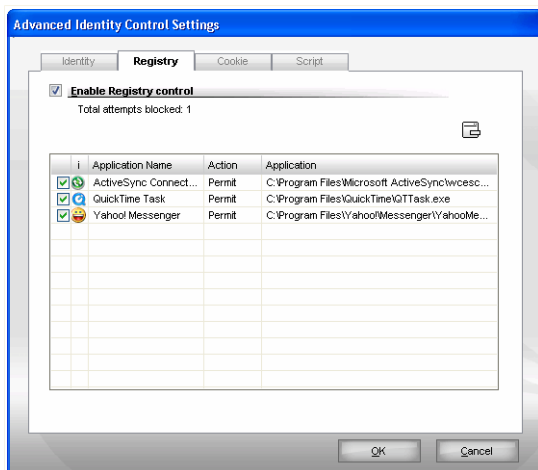 Advanced Identity Control Settings
Identity Registry Cookie Script
Enable Registry control
Total attempts blocked: 1
i Application Name Action Application
ActiveSync Connect... Permit C:\Program Files\Microsoft ActiveSync\wcesc...
QuickTime Task Permit C:\Program Files\QuickTime\QTTask.exe
Yahoo! Messenger Permit C:\Program Files\Yahoo!\Messenger\YahooMe...
OK Cancel